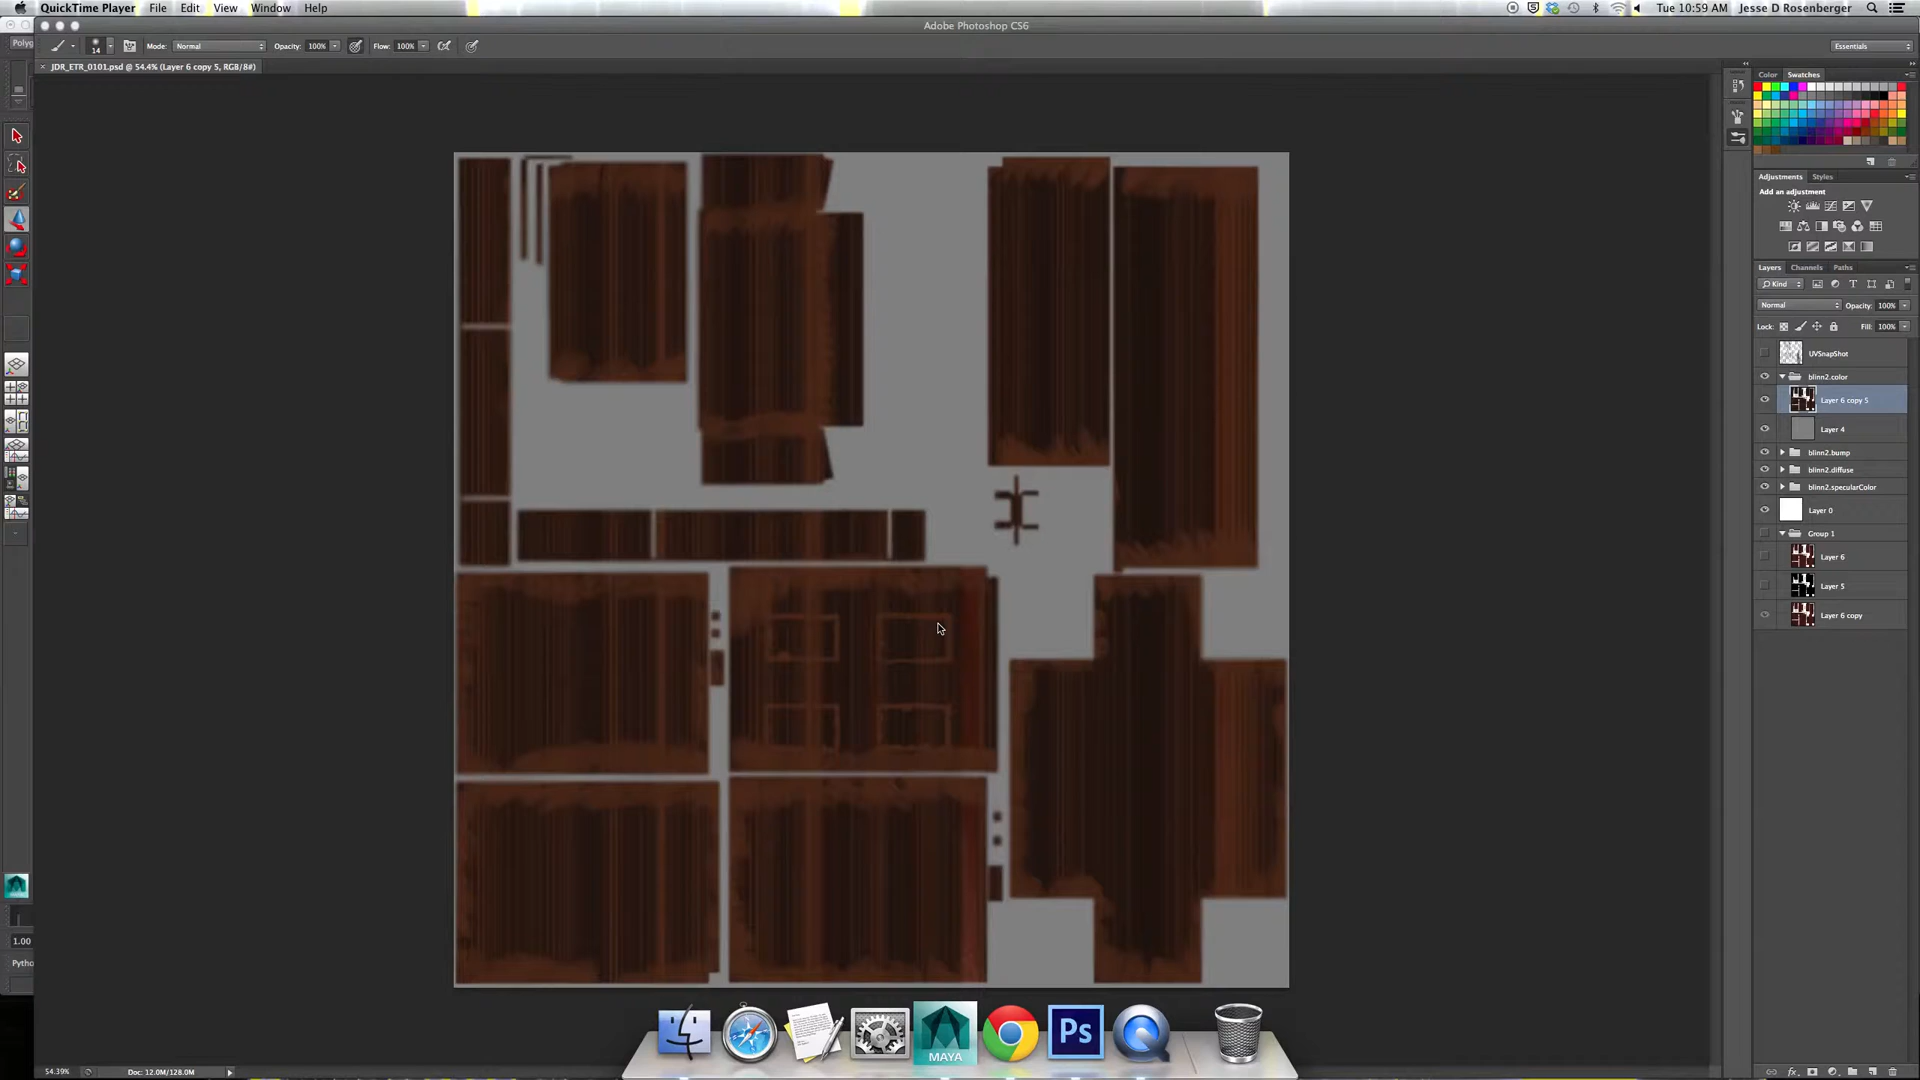 QuickTime Player File Edit View Window Help Tue 10:59 AM Jesse D Rosenberger
Adobe Photoshop CS6
Polyg
14 Mode: Normal Opacity: 100% Flow: 100% Essentials
JDR_ETR_0101.psd @ 54.4% (Layer 6 copy 5, RGB/8#)
Color Swatches
Adjustments Styles
Add an adjustment
Layers Channels Paths
Kind
Normal Opacity: 100%
Lock: Fill: 100%
UVSnapShot
blinn2.color
Layer 6 copy 5
Layer 4
blinn2.bump
blinn2.diffuse
blinn2.specularColor
Layer 0
Group 1
Layer 6
Layer 5
Layer 6 copy
1.00
Pytho
MAYA
Ps
54.39% Doc: 12.0M/128.0M